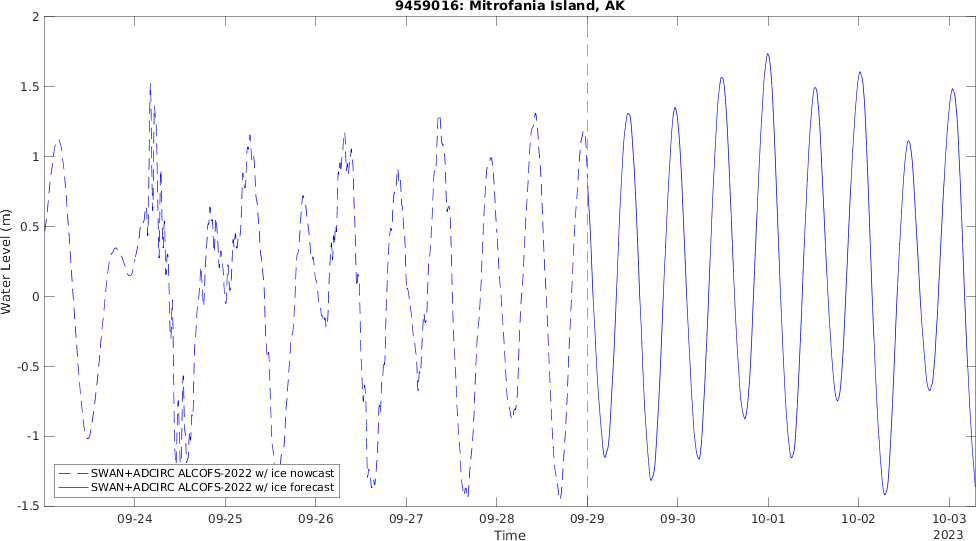 9459016: Mitrofania Island, AK
2
1.5
1
0.5
0
-0.5
-1
-1.5
Water Level (m)
SWAN+ADCIRC ALCOFS-2022 w/ ice nowcast
SWAN+ADCIRC ALCOFS-2022 w/ ice forecast
09-24 09-25 09-26 09-27 09-28 09-29 09-30 10-01 10-02 10-03
2023
Time